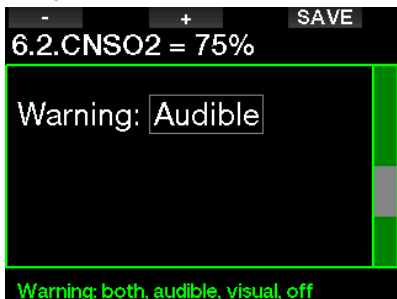 - + SAVE
6.2.CNSO2 = 75%
Warning: Audible
Warning: both, audible, visual, off